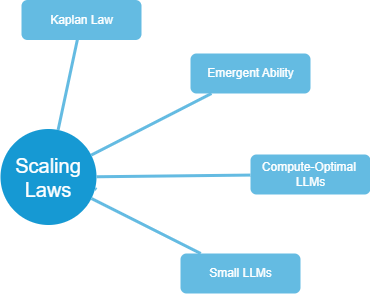 Kaplan Law
Emergent Ability
Scaling
Laws
Compute-Optimal
LLMs
Small LLMs